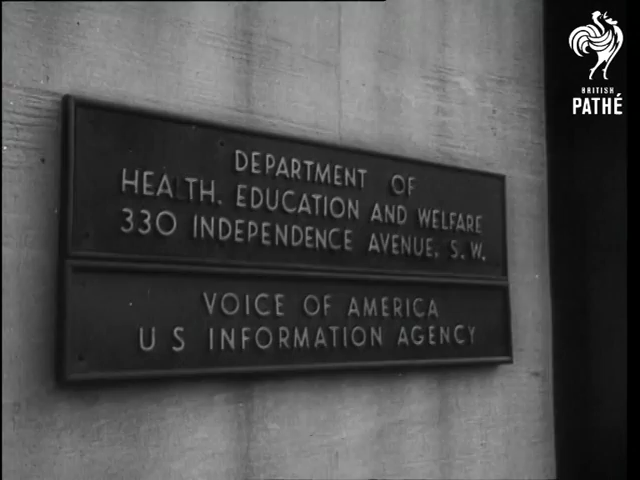 DEPARTMENT OF
HEALTH, EDUCATION AND WELFARE
330 INDEPENDENCE AVENUE, S.W.
VOICE OF AMERICA
U S INFORMATION AGENCY
BRITISH
PATHÉ